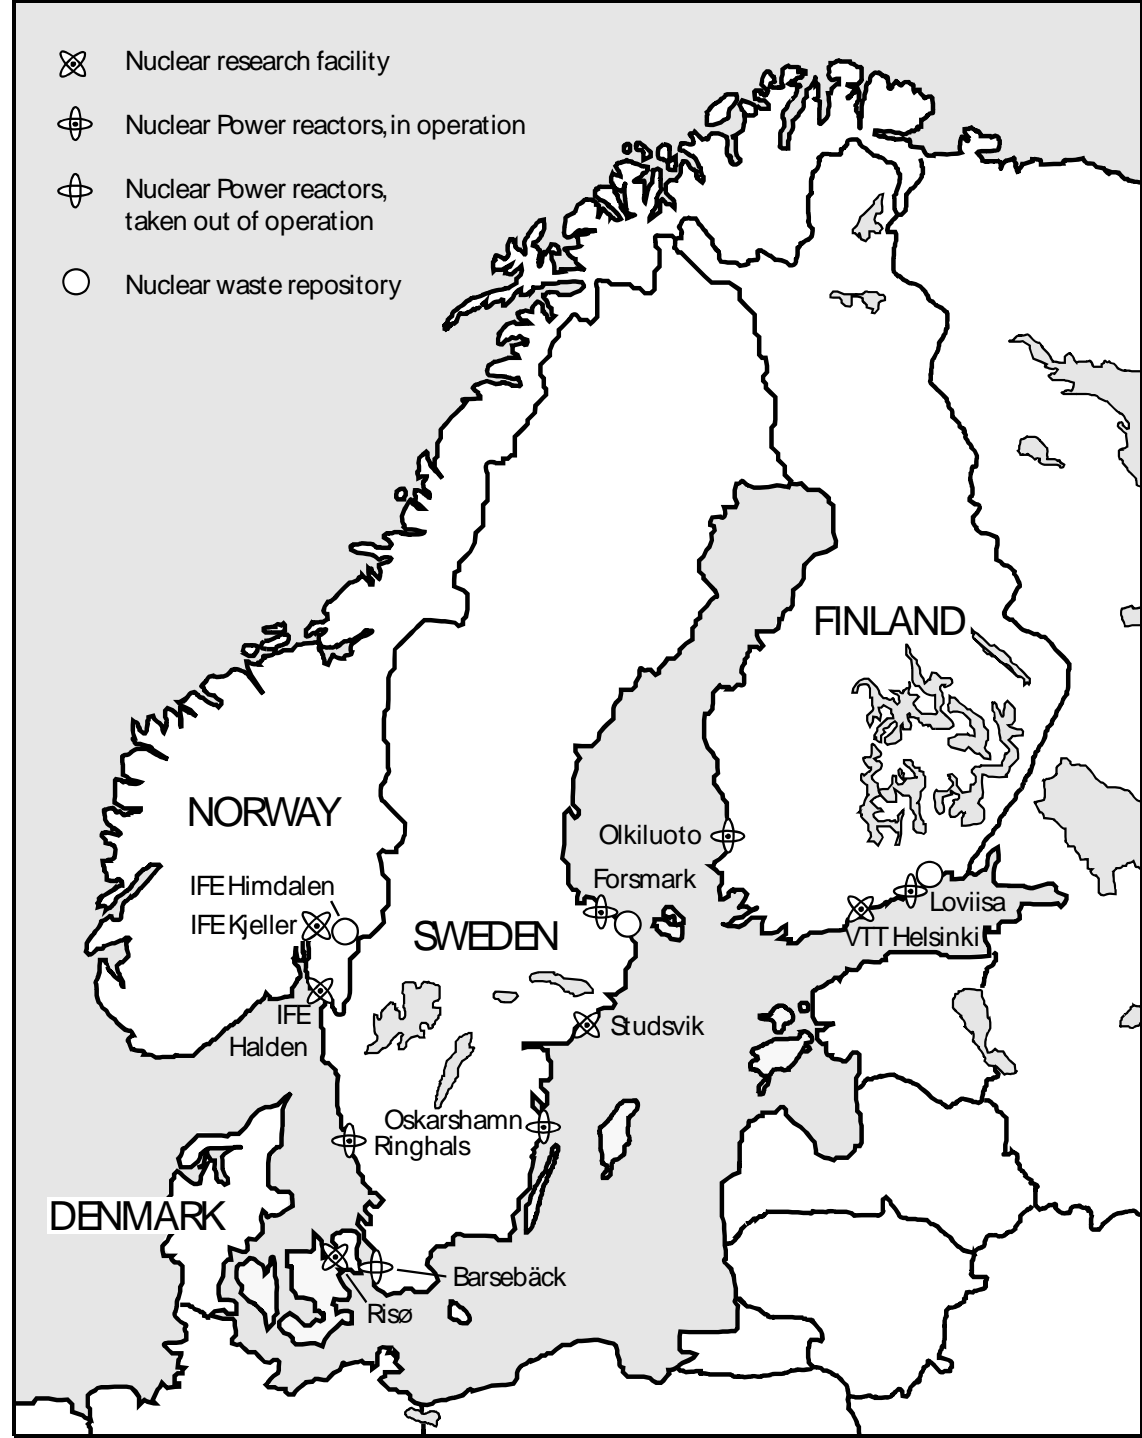 Nuclear research facility
Nuclear Power reactors, in operation
Nuclear Power reactors,
taken out of operation
Nuclear waste repository
FINLAND
NORWAY
Olkiluoto
Forsmark
IFE Himdalen
IFE Kjeller
Loviisa
SWEDEN
VTT Helsinki
IFE
Halden
Studsvik
Oskarshamn
Ringhals
DENMARK
Barsebäck
Risø